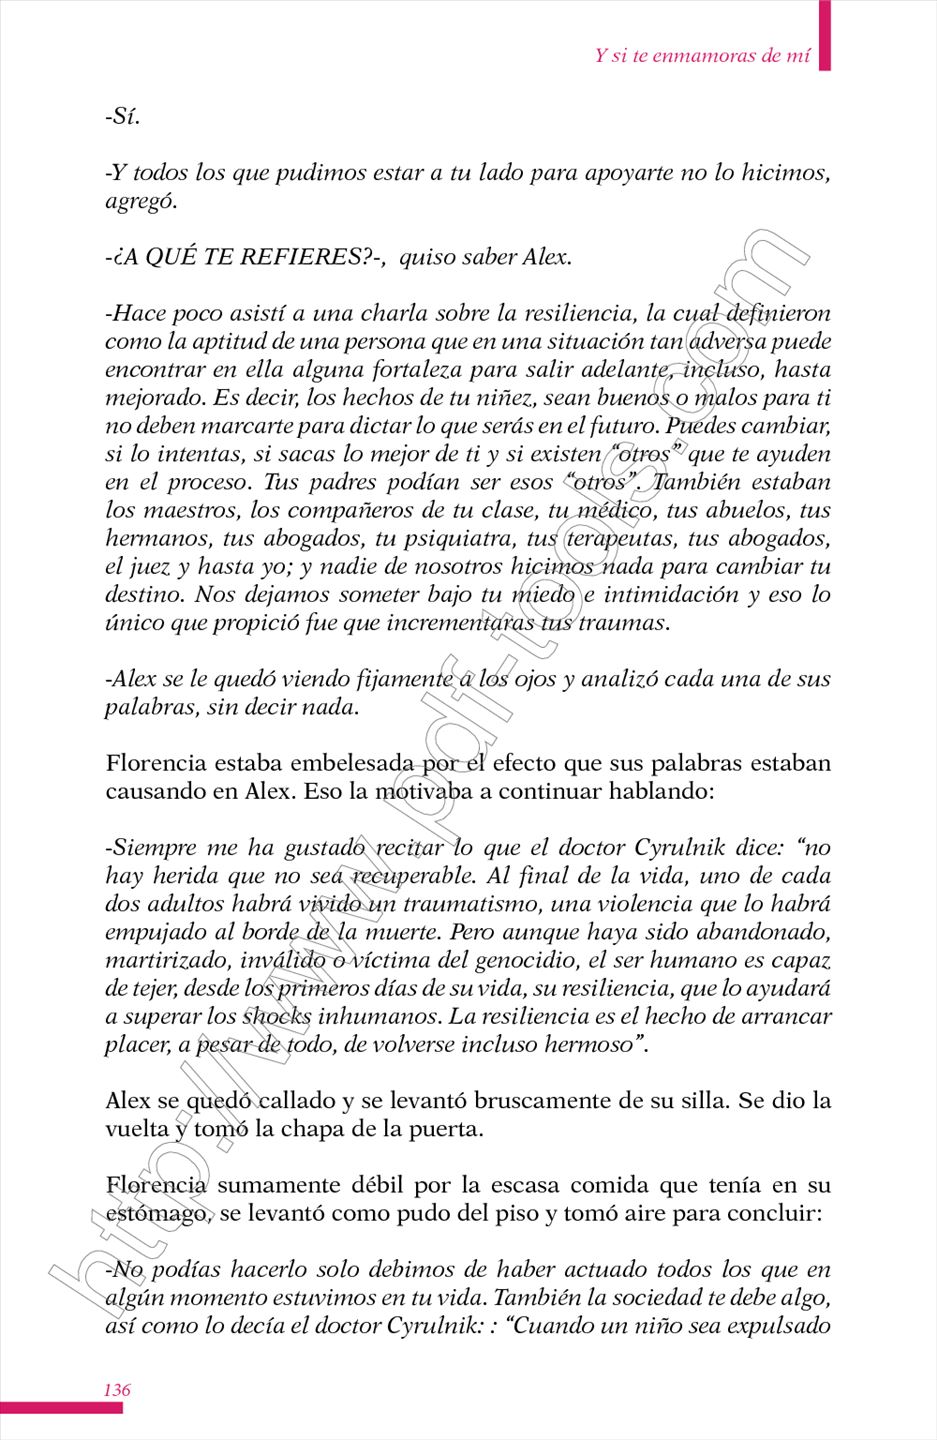 Y si te enmamoras de mí
-Sí.
-Y todos los que pudimos estar a tu lado para apoyarte no lo hicimos,
agregó.
-¿A QUÉ TE REFIERES?-,  quiso saber Alex.
-Hace poco asistí a una charla sobre la resiliencia, la cual definieron
como la aptitud de una persona que en una situación tan adversa puede
encontrar en ella alguna fortaleza para salir adelante, incluso, hasta
mejorado. Es decir, los hechos de tu niñez, sean buenos o malos para ti
no deben marcarte para dictar lo que serás en el futuro. Puedes cambiar,
si lo intentas, si sacas lo mejor de ti y si existen “otros” que te ayuden
en el proceso. Tus padres podían ser esos “otros”. También estaban
los maestros, los compañeros de tu clase, tu médico, tus abuelos, tus
hermanos, tus abogados, tu psiquiatra, tus terapeutas, tus abogados,
el juez y hasta yo; y nadie de nosotros hicimos nada para cambiar tu
destino. Nos dejamos someter bajo tu miedo e intimidación y eso lo
único que propició fue que incrementaras tus traumas.
-Alex se le quedó viendo fijamente a los ojos y analizó cada una de sus
palabras, sin decir nada.
Florencia estaba embelesada por el efecto que sus palabras estaban
causando en Alex. Eso la motivaba a continuar hablando:
-Siempre me ha gustado recitar lo que el doctor Cyrulnik dice: “no
hay herida que no sea recuperable. Al final de la vida, uno de cada
dos adultos habrá vivido un traumatismo, una violencia que lo habrá
empujado al borde de la muerte. Pero aunque haya sido abandonado,
martirizado, inválido o víctima del genocidio, el ser humano es capaz
de tejer, desde los primeros días de su vida, su resiliencia, que lo ayudará
a superar los shocks inhumanos. La resiliencia es el hecho de arrancar
placer, a pesar de todo, de volverse incluso hermoso”.
Alex se quedó callado y se levantó bruscamente de su silla. Se dio la
vuelta y tomó la chapa de la puerta.
Florencia sumamente débil por la escasa comida que tenía en su
estómago, se levantó como pudo del piso y tomó aire para concluir:
-No podías hacerlo solo debimos de haber actuado todos los que en
algún momento estuvimos en tu vida. También la sociedad te debe algo,
así como lo decía el doctor Cyrulnik: : “Cuando un niño sea expulsado
136
http://www.pdf-tools.com